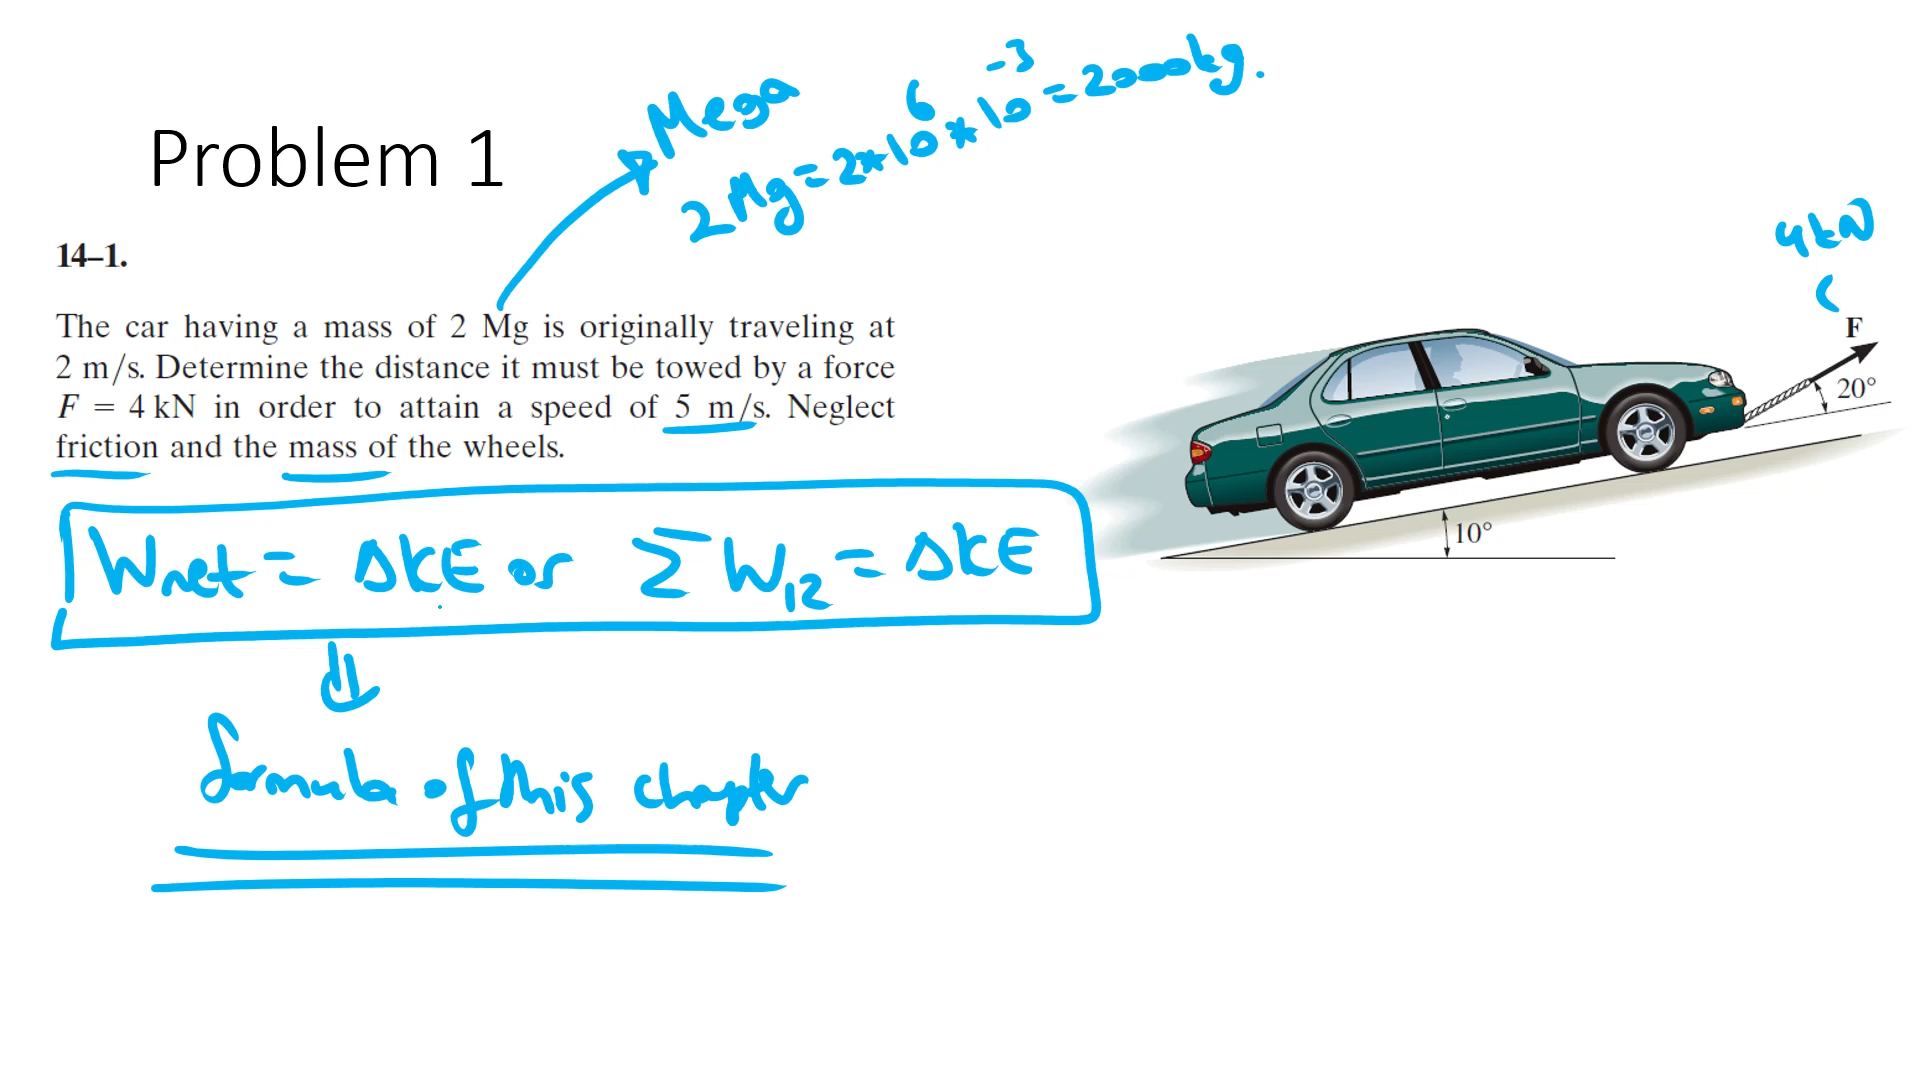 Mega
2 Mg = 2*10^6 * 10^-3 = 2000kg.
Problem 1
14–1.
The car having a mass of 2 Mg is originally traveling at
2 m/s. Determine the distance it must be towed by a force
F = 4 kN in order to attain a speed of 5 m/s. Neglect
friction and the mass of the wheels.
4kN
F
20°
10°
Wnet = ΔKE or ΣW12 = ΔKE
formula of this chapter